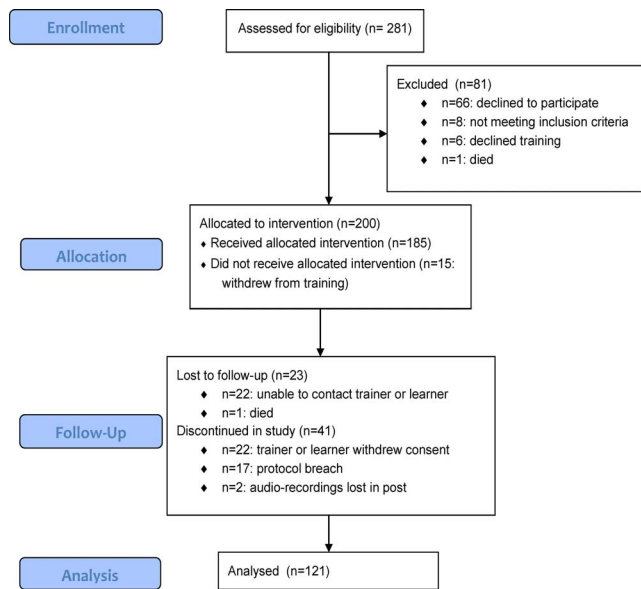 Enrollment
Assessed for eligibility (n= 281)
Excluded (n=81)
♦ n=66: declined to participate
♦ n=8: not meeting inclusion criteria
♦ n=6: declined training
♦ n=1: died
Allocation
Allocated to intervention (n=200)
♦ Received allocated intervention (n=185)
♦ Did not receive allocated intervention (n=15:
withdrew from training)
Follow-Up
Lost to follow-up (n=23)
♦ n=22: unable to contact trainer or learner
♦ n=1: died
Discontinued in study (n=41)
♦ n=22: trainer or learner withdrew consent
♦ n=17: protocol breach
♦ n=2: audio-recordings lost in post
Analysis
Analysed (n=121)